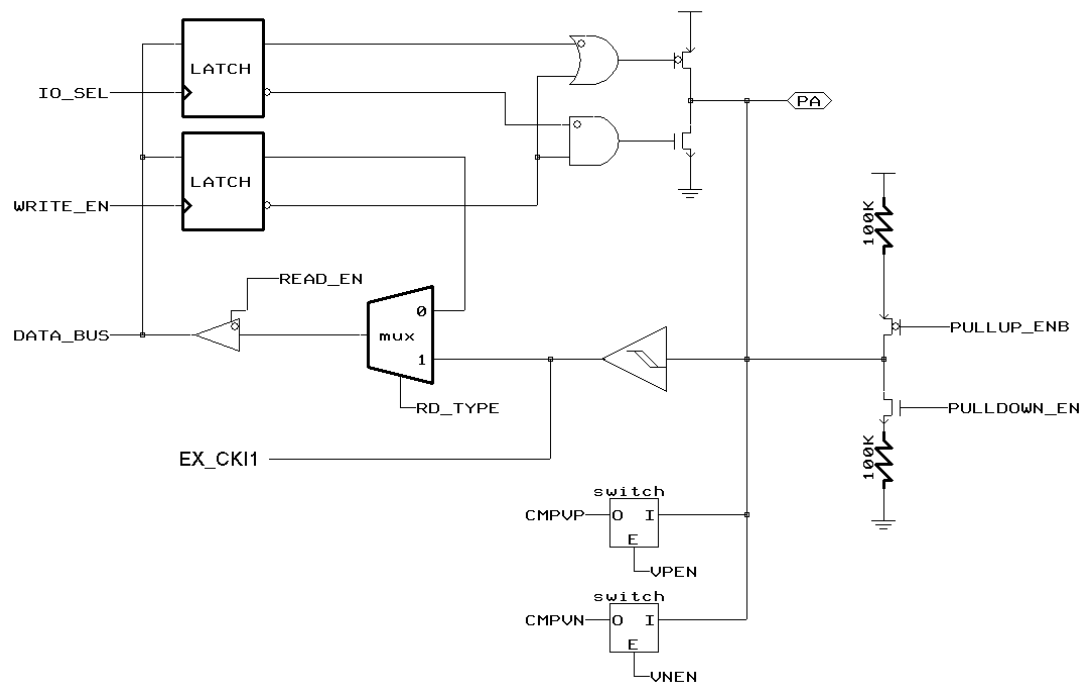 LATCH
IO_SEL
PA
LATCH
WRITE_EN
100K
READ_EN
0
DATA_BUS
mux
PULLUP_ENB
1
RD_TYPE
PULLDOWN_EN
EX_CKI1
100K
switch
CMPVP
O I
E
VPEN
switch
CMPVN
O I
E
VNEN